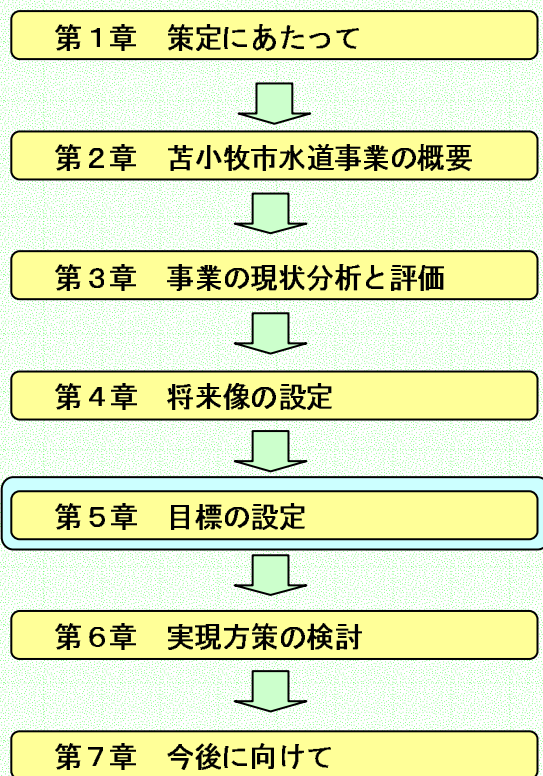 第１章　策定にあたって
第２章　苫小牧市水道事業の概要
第３章　事業の現状分析と評価
第４章　将来像の設定
第５章　目標の設定
第６章　実現方策の検討
第７章　今後に向けて